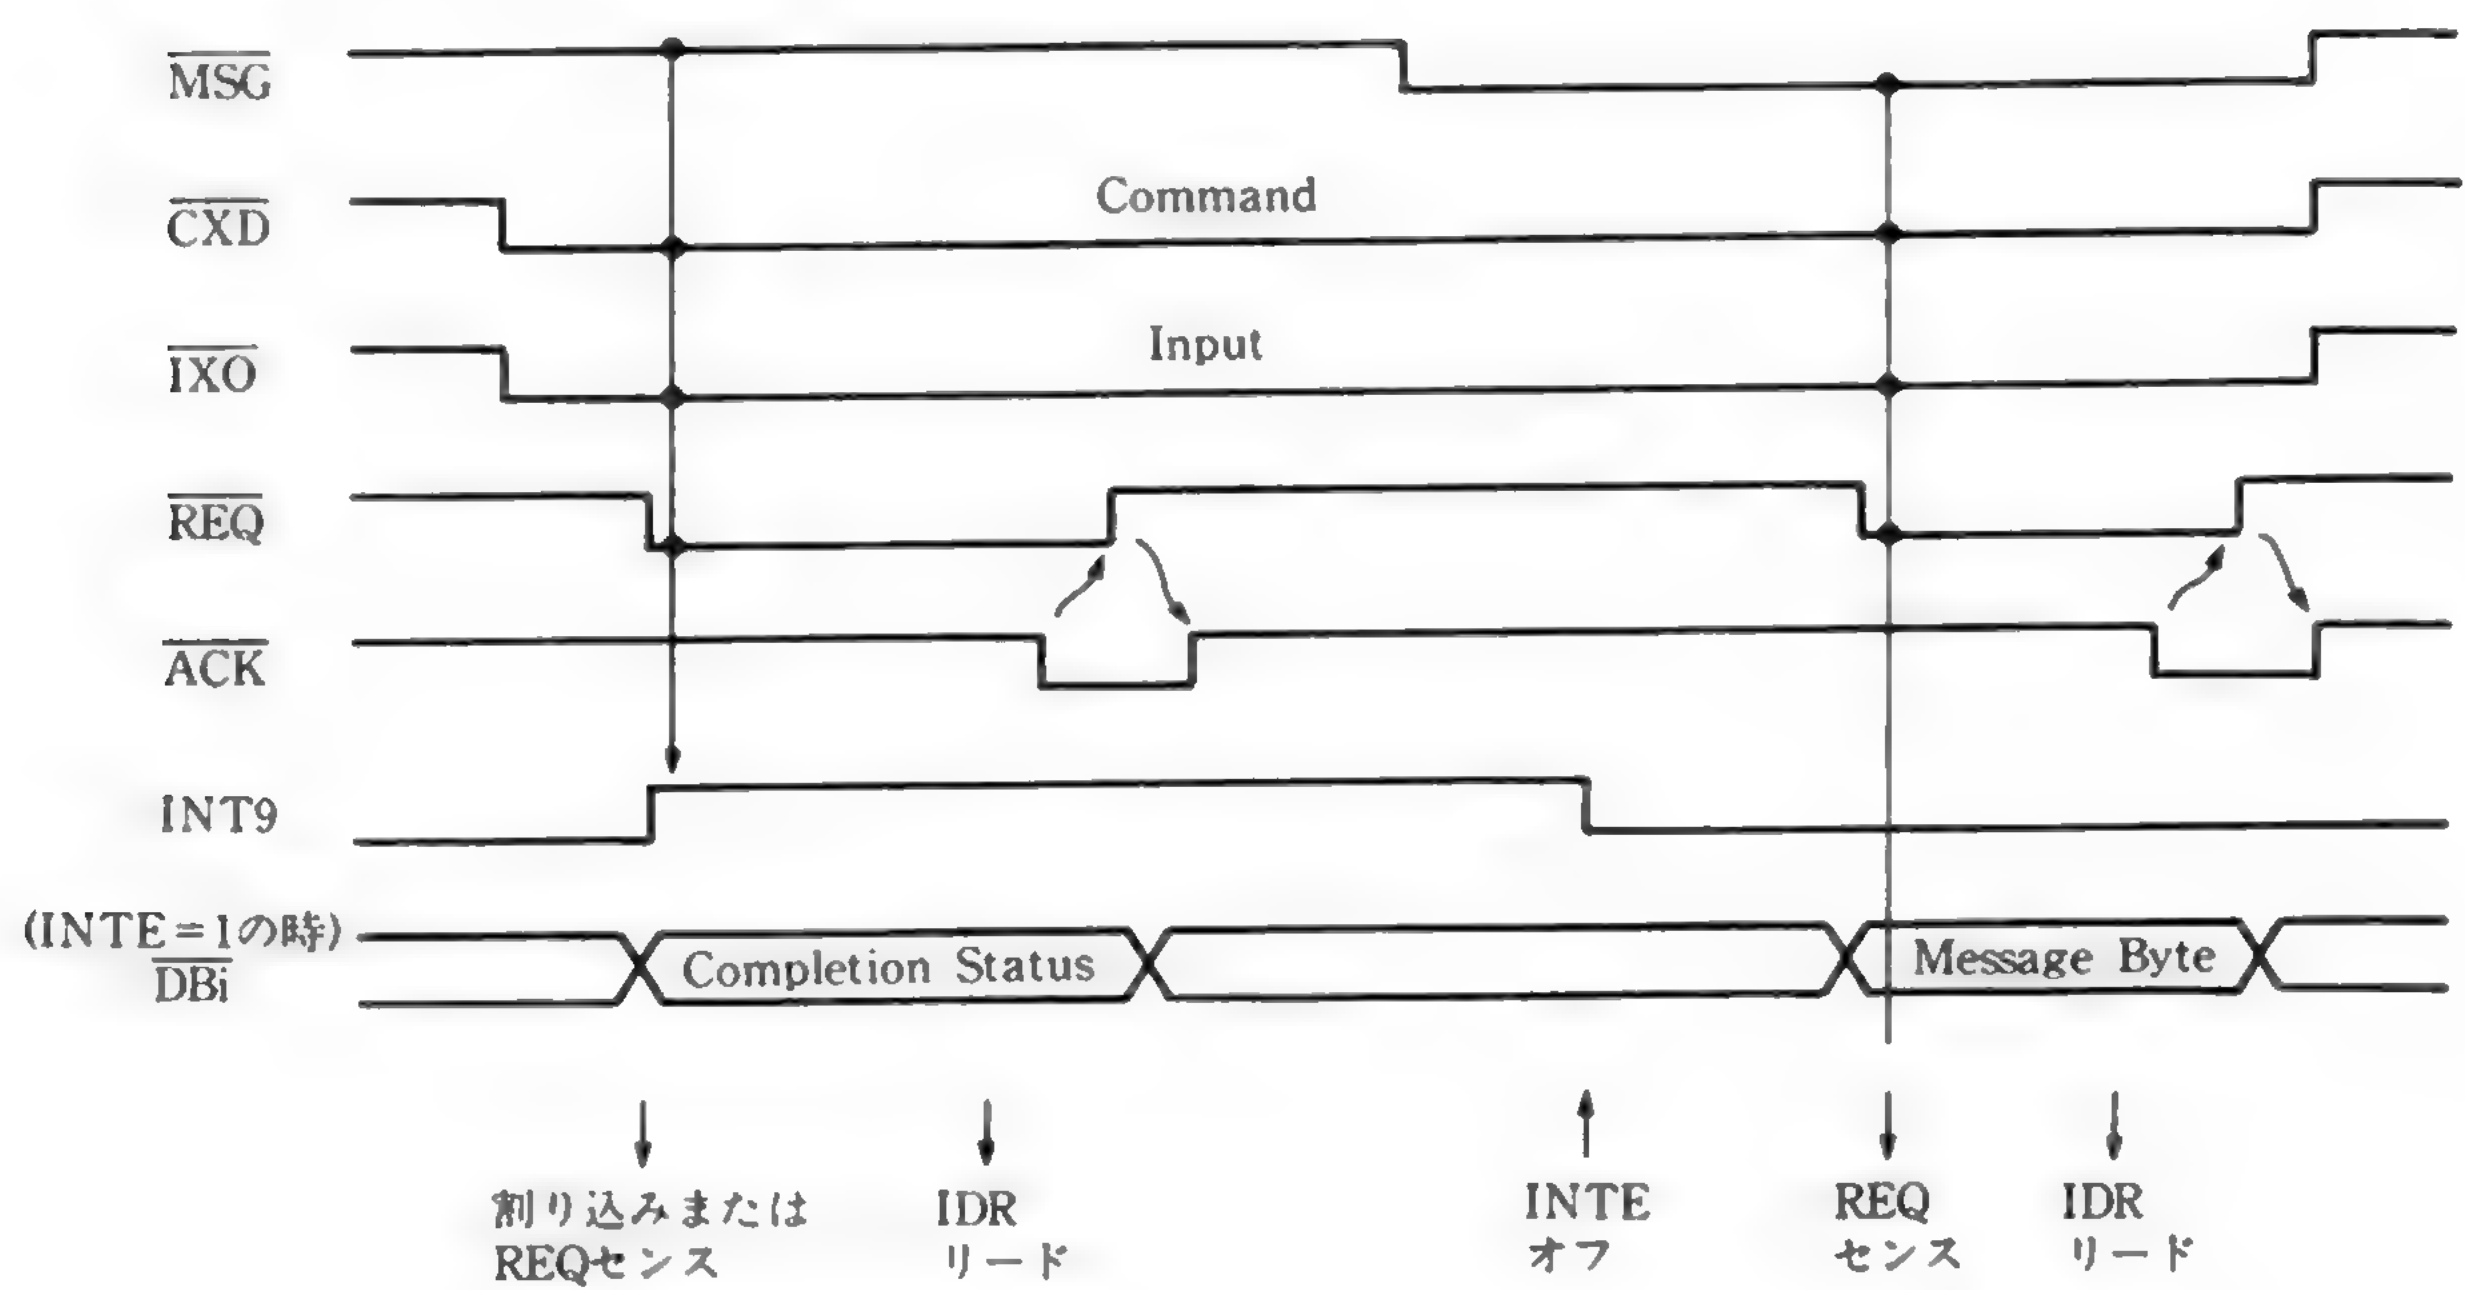 MSG
CXD
Command
IXO
Input
REQ
ACK
INT9
(INTE=1の時)
DBi
Completion Status
Message Byte
割り込みまたは
REQセンス
IDR
リード
INTE
オフ
REQ
センス
IDR
リード